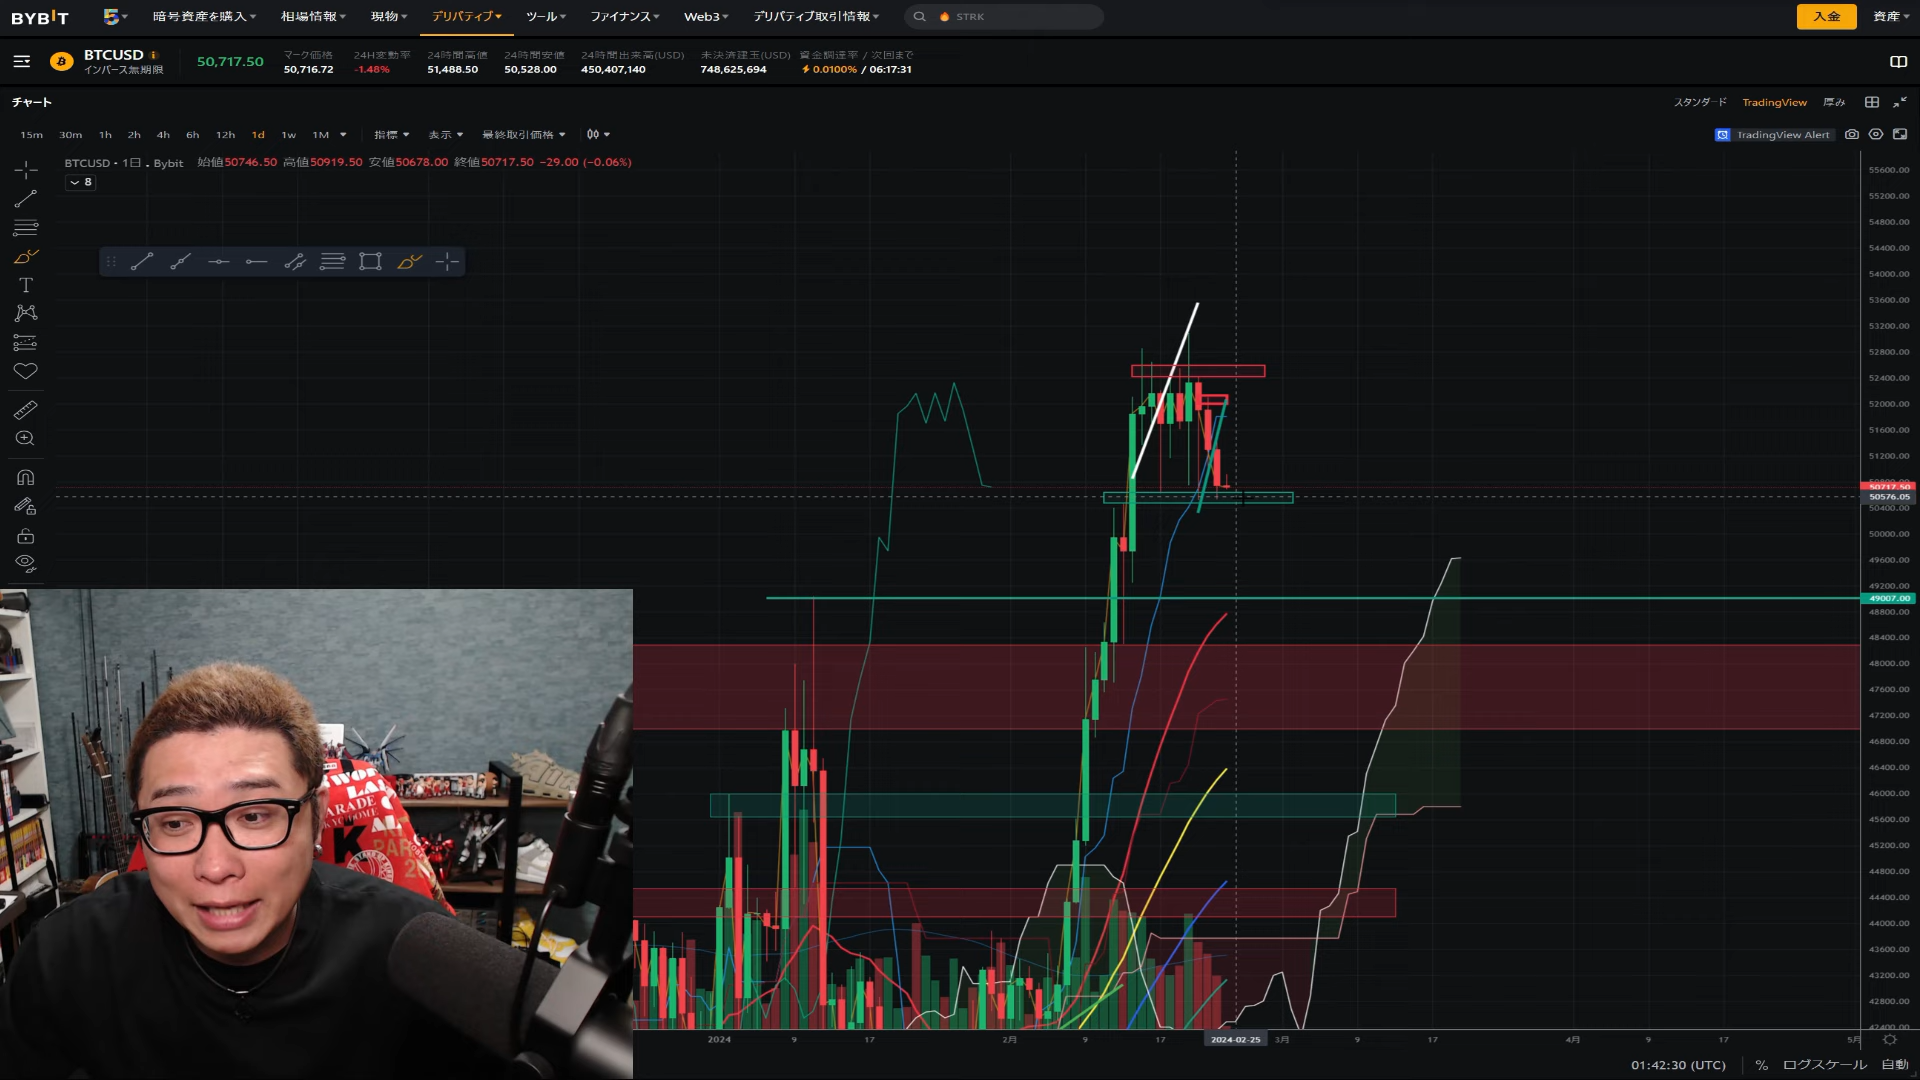 BYBIT 暗号資産を購入 相場情報 現物 デリバティブ ツール ファイナンス Web3 デリバティブ取引情報 STRK 入金 資産
BTCUSD
インバース無期限
50,717.50
マーク価格
50,716.72
24H変動率
-1.48%
24時間高値
51,488.50
24時間安値
50,528.00
24時間出来高(USD)
450,407,140
未決済建玉(USD)
748,625,694
資金調達率 / 次回まで
0.0100% / 06:17:31
チャート
スタンダード TradingView 厚み
15m 30m 1h 2h 4h 6h 12h 1d 1w 1M 指標 表示 最終取引価格
TradingView Alert
BTCUSD・1日 . Bybit 始値50746.50 高値50919.50 安値50678.00 終値50717.50 −29.00 (−0.06%)
8
55600.00
55200.00
54800.00
54400.00
54000.00
53600.00
53200.00
52800.00
52400.00
52000.00
51600.00
51200.00
50717.50
50576.05
50400.00
50000.00
49600.00
49200.00
49007.00
48800.00
48400.00
48000.00
47600.00
47200.00
46800.00
46400.00
46000.00
45600.00
45200.00
44800.00
44400.00
44000.00
43600.00
43200.00
42800.00
42400.00
2024 9 17 2月 9 17 2024-02-25 3月 9 17 4月 9 17 5月
01:42:30 (UTC) % ログスケール 自動